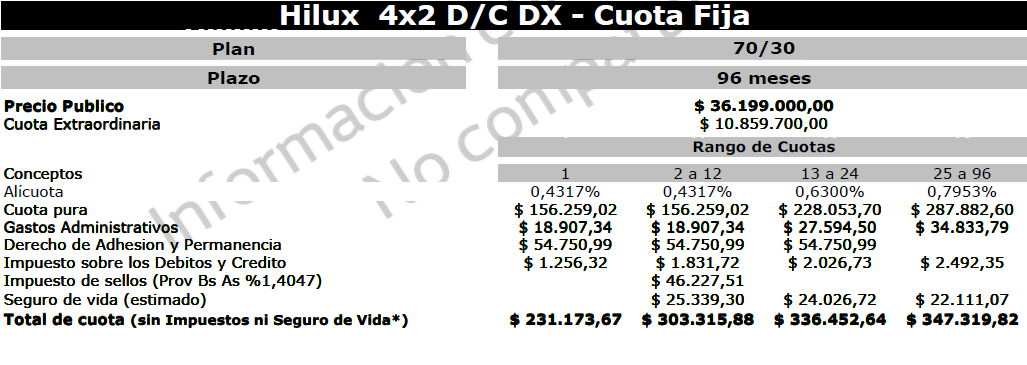 Hilux 4x2 D/C DX - Cuota Fija
Plan 70/30
Plazo 96 meses
Precio Publico $ 36.199.000,00
Cuota Extraordinaria $ 10.859.700,00
Rango de Cuotas
Conceptos 1 2 a 12 13 a 24 25 a 96
Alícuota 0,4317% 0,4317% 0,6300% 0,7953%
Cuota pura $ 156.259,02 $ 156.259,02 $ 228.053,70 $ 287.882,60
Gastos Administrativos $ 18.907,34 $ 18.907,34 $ 27.594,50 $ 34.833,79
Derecho de Adhesion y Permanencia $ 54.750,99 $ 54.750,99 $ 54.750,99
Impuesto sobre los Debitos y Credito $ 1.256,32 $ 1.831,72 $ 2.026,73 $ 2.492,35
Impuesto de sellos (Prov Bs As %1,4047) $ 46.227,51
Seguro de vida (estimado) $ 25.339,30 $ 24.026,72 $ 22.111,07
Total de cuota (sin Impuestos ni Seguro de Vida*) $ 231.173,67 $ 303.315,88 $ 336.452,64 $ 347.319,82
Informacion
No compart